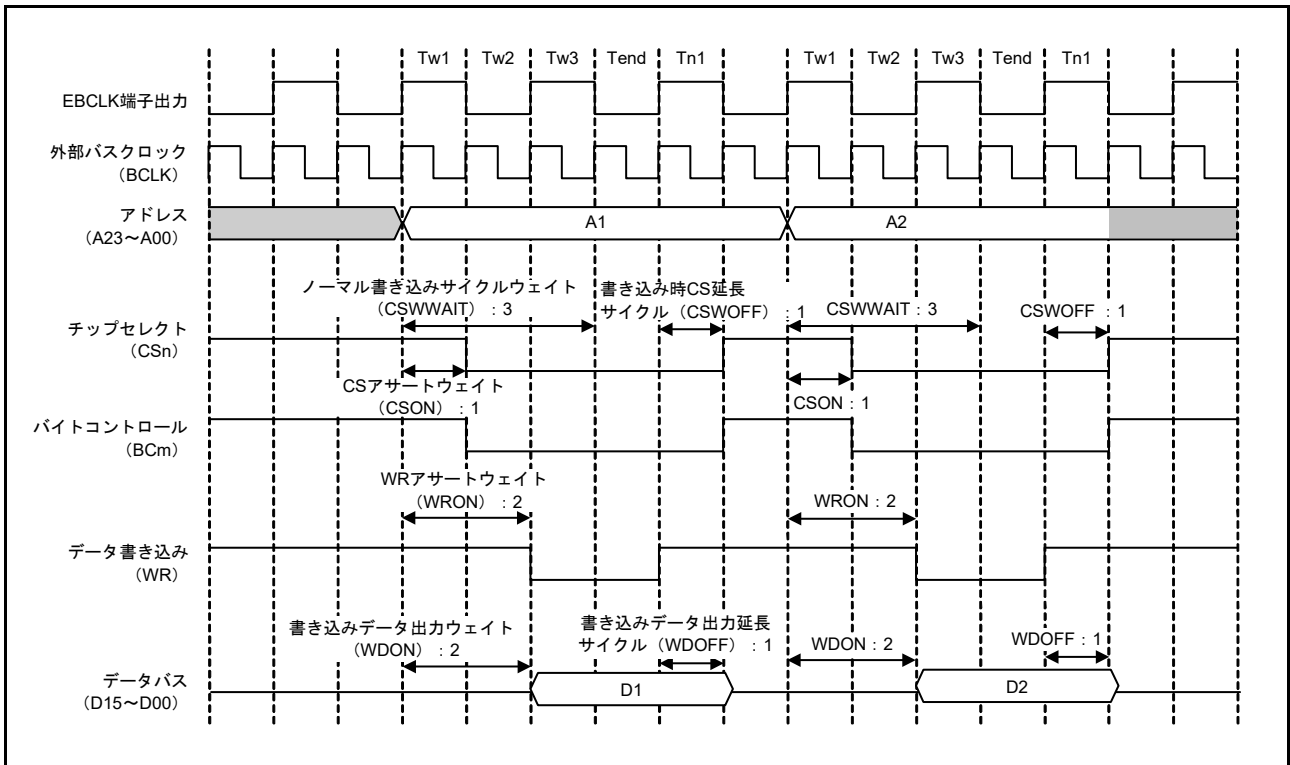 Tw1 Tw2 Tw3 Tend Tn1 Tw1 Tw2 Tw3 Tend Tn1
EBCLK端子出力
外部バスクロック
（BCLK）
アドレス
（A23～A00）
A1 A2
ノーマル書き込みサイクルウェイト
（CSWWAIT）：3
書き込み時CS延長
サイクル（CSWOFF）：1
CSWWAIT：3
CSWOFF：1
チップセレクト
（CSn）
CSアサートウェイト
（CSON）：1
CSON：1
バイトコントロール
（BCm）
WRアサートウェイト
（WRON）：2
WRON：2
データ書き込み
（WR）
書き込みデータ出力ウェイト
（WDON）：2
書き込みデータ出力延長
サイクル（WDOFF）：1
WDON：2
WDOFF：1
データバス
（D15～D00）
D1 D2